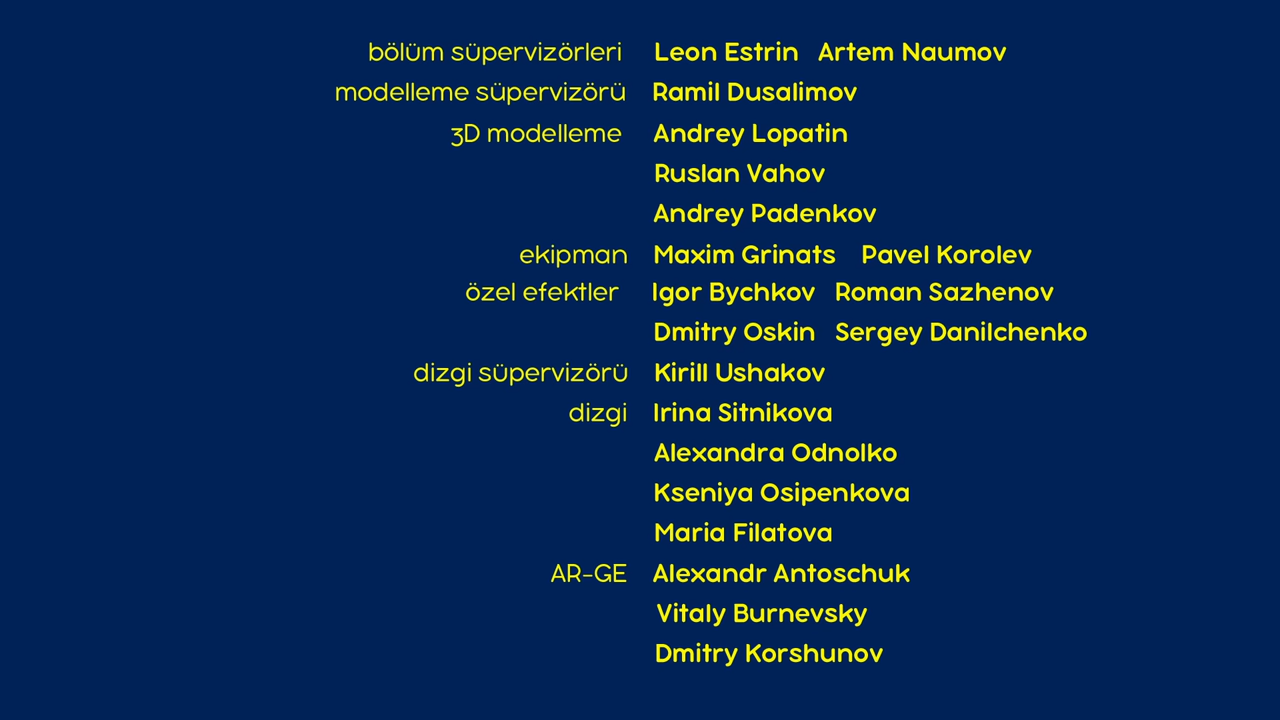 bölüm süpervizörleri Leon Estrin Artem Naumov
modelleme süpervizörü Ramil Dusalimov
3D modelleme Andrey Lopatin
Ruslan Vahov
Andrey Padenkov
ekipman Maxim Grinats Pavel Korolev
özel efektler Igor Bychkov Roman Sazhenov
Dmitry Oskin Sergey Danilchenko
dizgi süpervizörü Kirill Ushakov
dizgi Irina Sitnikova
Alexandra Odnolko
Kseniya Osipenkova
Maria Filatova
AR-GE Alexandr Antoschuk
Vitaly Burnevsky
Dmitry Korshunov